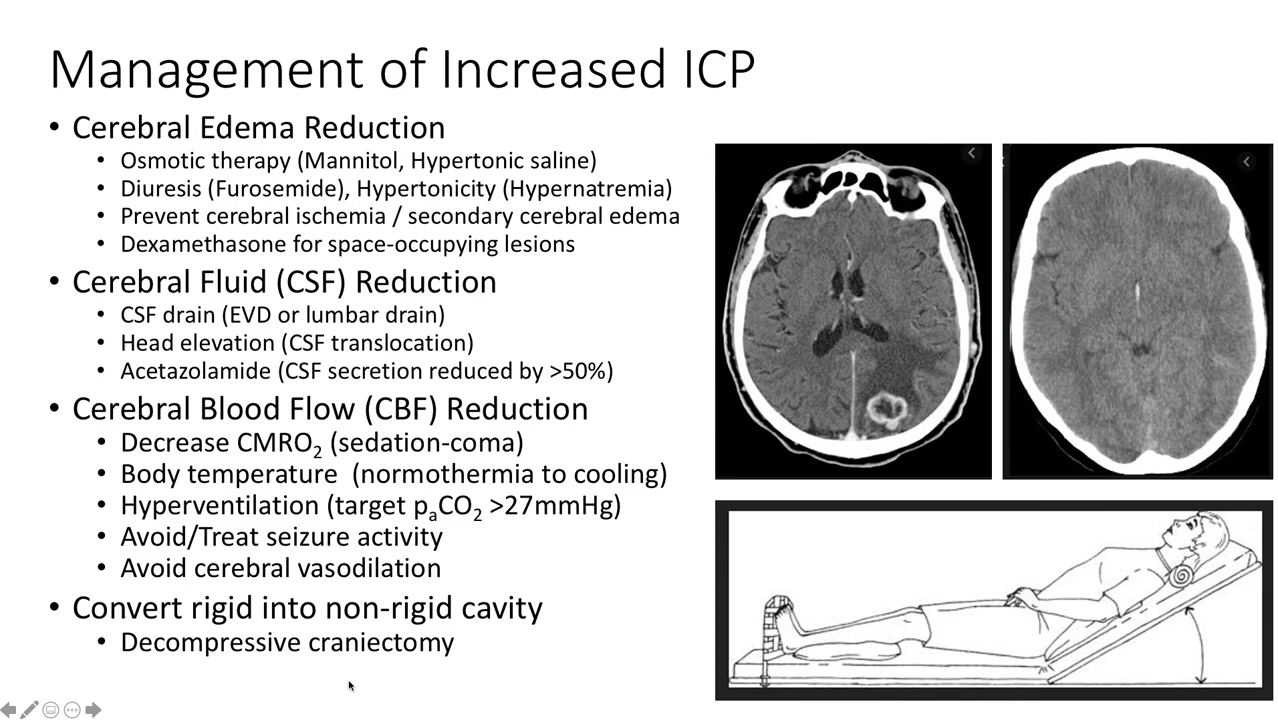 Management of Increased ICP
• Cerebral Edema Reduction
• Osmotic therapy (Mannitol, Hypertonic saline)
• Diuresis (Furosemide), Hypertonicity (Hypernatremia)
• Prevent cerebral ischemia / secondary cerebral edema
• Dexamethasone for space-occupying lesions
• Cerebral Fluid (CSF) Reduction
• CSF drain (EVD or lumbar drain)
• Head elevation (CSF translocation)
• Acetazolamide (CSF secretion reduced by >50%)
• Cerebral Blood Flow (CBF) Reduction
• Decrease CMRO₂ (sedation-coma)
• Body temperature  (normothermia to cooling)
• Hyperventilation (target pₐCO₂ >27mmHg)
• Avoid/Treat seizure activity
• Avoid cerebral vasodilation
• Convert rigid into non-rigid cavity
• Decompressive craniectomy